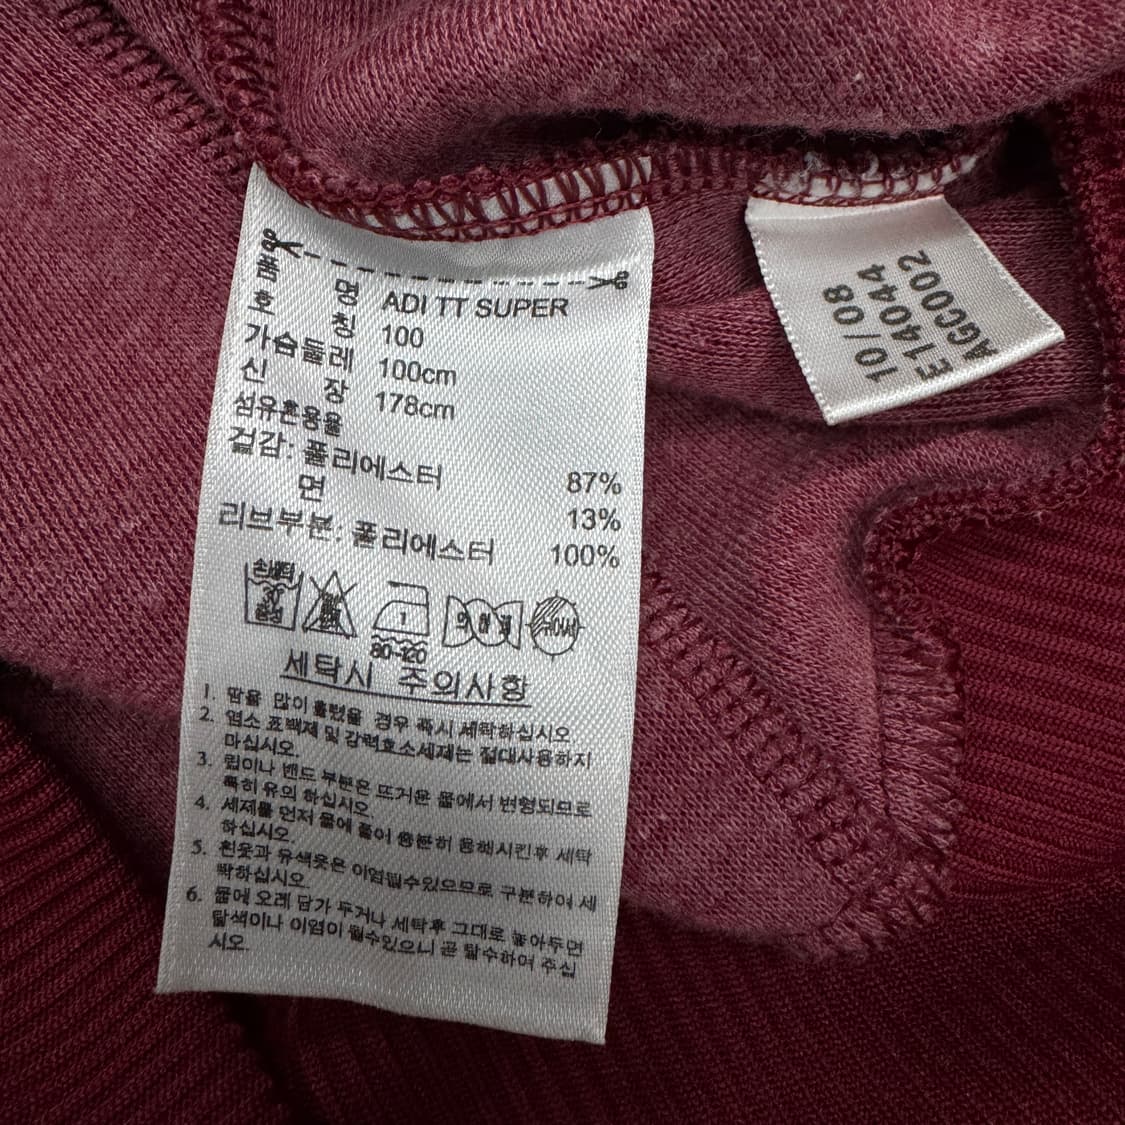 품 명 ADI TT SUPER
호 칭 100
가슴둘레 100cm
신 장 178cm
섬유혼용율
겉감: 폴리에스터 87%
면 13%
리브부분: 폴리에스터 100%
손세탁
30
중성
1
80~120
세탁시 주의사항
1. 땀을 많이 흘렸을 경우 즉시 세탁하십시오.
2. 염소 표백제 및 강력효소세제는 절대사용하지
마십시오.
3. 립이나 밴드 부분은 뜨거운 물에서 변형되므로
특히 유의 하십시오.
4. 세제를 먼저 물에 풀어 충분히 용해시킨후 세탁
하십시오.
5. 흰옷과 유색옷은 이염될수있으므로 구분하여 세
탁하십시오.
6. 물에 오래 담가 두거나 세탁후 그대로 놓아두면
탈색이나 이염이 될수있으니 곧 탈수하여 주십
시오.
10/08
E14044
AGC002